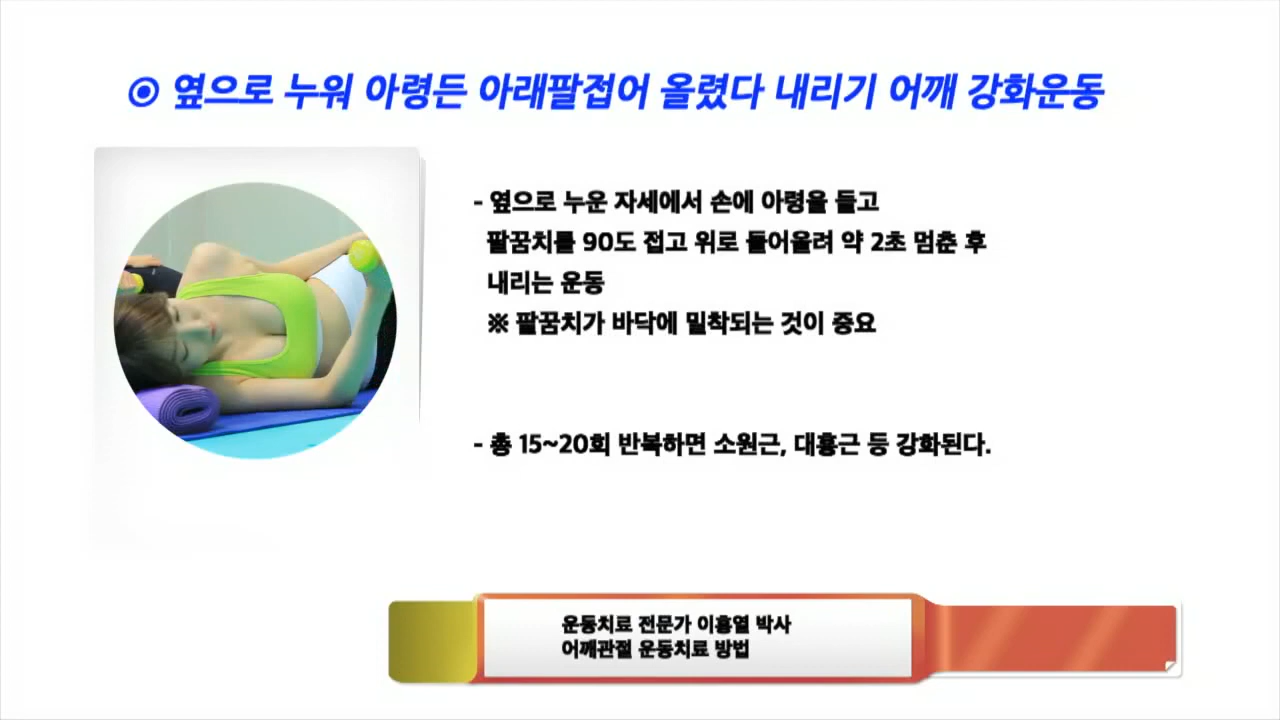 ◉ 옆으로 누워 아령든 아래팔접어 올렸다 내리기 어깨 강화운동
- 옆으로 누운 자세에서 손에 아령을 들고
팔꿈치를 90도 접고 위로 들어올려 약 2초 멈춘 후
내리는 운동
※ 팔꿈치가 바닥에 밀착되는 것이 중요
- 총 15~20회 반복하면 소원근, 대흉근 등 강화된다.
운동치료 전문가 이흥열 박사
어깨관절 운동치료 방법